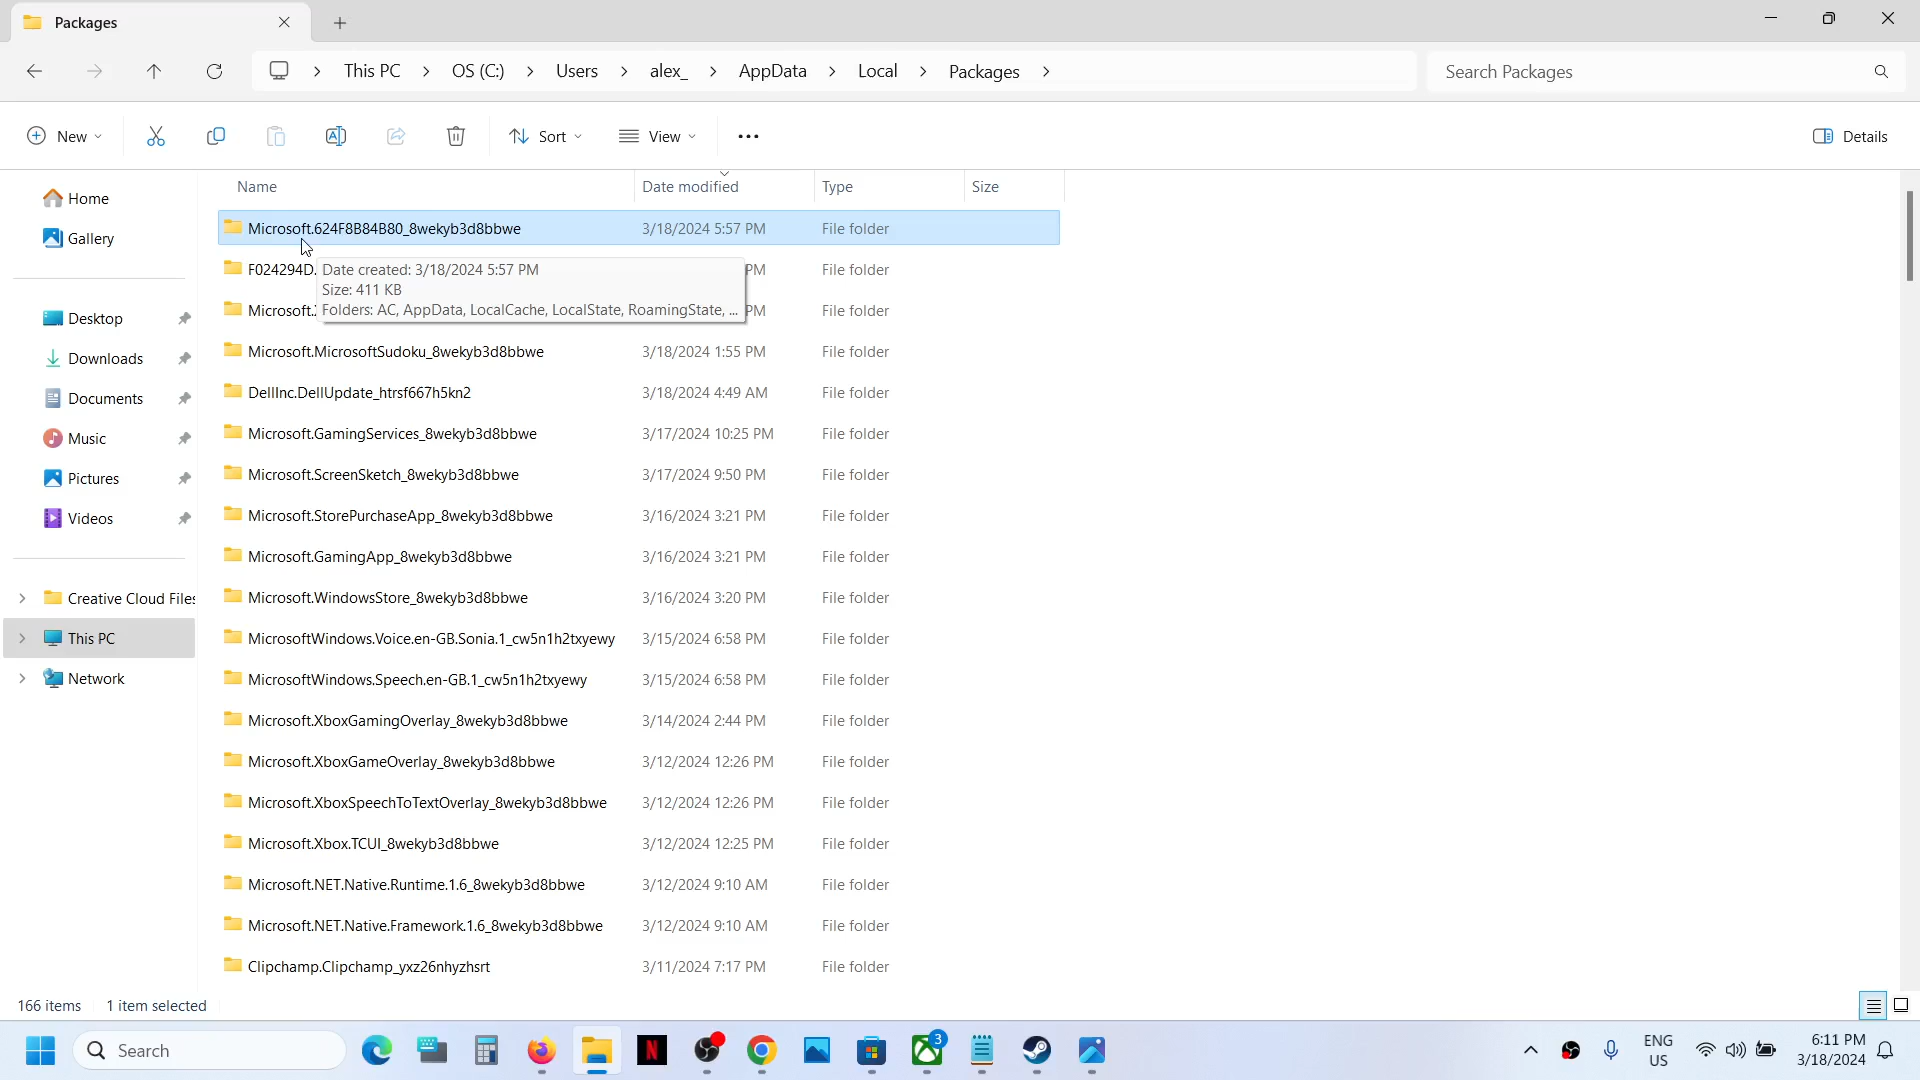 Packages
This PC > OS (C:) > Users > alex_ > AppData > Local > Packages >
Search Packages
New
Sort
View
Details
Name Date modified Type Size
Home
Gallery
Desktop
Downloads
Documents
Music
Pictures
Videos
Creative Cloud Files
This PC
Network
Microsoft.624F8B84B80_8wekyb3d8bbwe 3/18/2024 5:57 PM File folder
F024294D. PM File folder
Date created: 3/18/2024 5:57 PM
Size: 411 KB
Folders: AC, AppData, LocalCache, LocalState, RoamingState, ...
Microsoft. PM File folder
Microsoft.MicrosoftSudoku_8wekyb3d8bbwe 3/18/2024 1:55 PM File folder
DellInc.DellUpdate_htrsf667h5kn2 3/18/2024 4:49 AM File folder
Microsoft.GamingServices_8wekyb3d8bbwe 3/17/2024 10:25 PM File folder
Microsoft.ScreenSketch_8wekyb3d8bbwe 3/17/2024 9:50 PM File folder
Microsoft.StorePurchaseApp_8wekyb3d8bbwe 3/16/2024 3:21 PM File folder
Microsoft.GamingApp_8wekyb3d8bbwe 3/16/2024 3:21 PM File folder
Microsoft.WindowsStore_8wekyb3d8bbwe 3/16/2024 3:20 PM File folder
MicrosoftWindows.Voice.en-GB.Sonia.1_cw5n1h2txyewy 3/15/2024 6:58 PM File folder
MicrosoftWindows.Speech.en-GB.1_cw5n1h2txyewy 3/15/2024 6:58 PM File folder
Microsoft.XboxGamingOverlay_8wekyb3d8bbwe 3/14/2024 2:44 PM File folder
Microsoft.XboxGameOverlay_8wekyb3d8bbwe 3/12/2024 12:26 PM File folder
Microsoft.XboxSpeechToTextOverlay_8wekyb3d8bbwe 3/12/2024 12:26 PM File folder
Microsoft.Xbox.TCUI_8wekyb3d8bbwe 3/12/2024 12:25 PM File folder
Microsoft.NET.Native.Runtime.1.6_8wekyb3d8bbwe 3/12/2024 9:10 AM File folder
Microsoft.NET.Native.Framework.1.6_8wekyb3d8bbwe 3/12/2024 9:10 AM File folder
Clipchamp.Clipchamp_yxz26nhyzhsrt 3/11/2024 7:17 PM File folder
166 items 1 item selected
Search
N
3
ENG
US
6:11 PM
3/18/2024